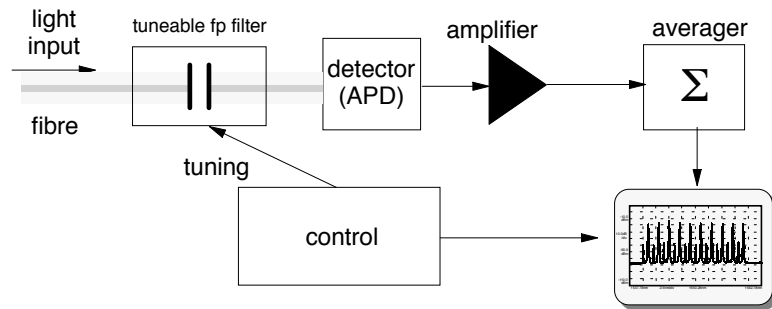 light
input
tuneable fp filter
amplifier
averager
detector
(APD)
Σ
fibre
tuning
control